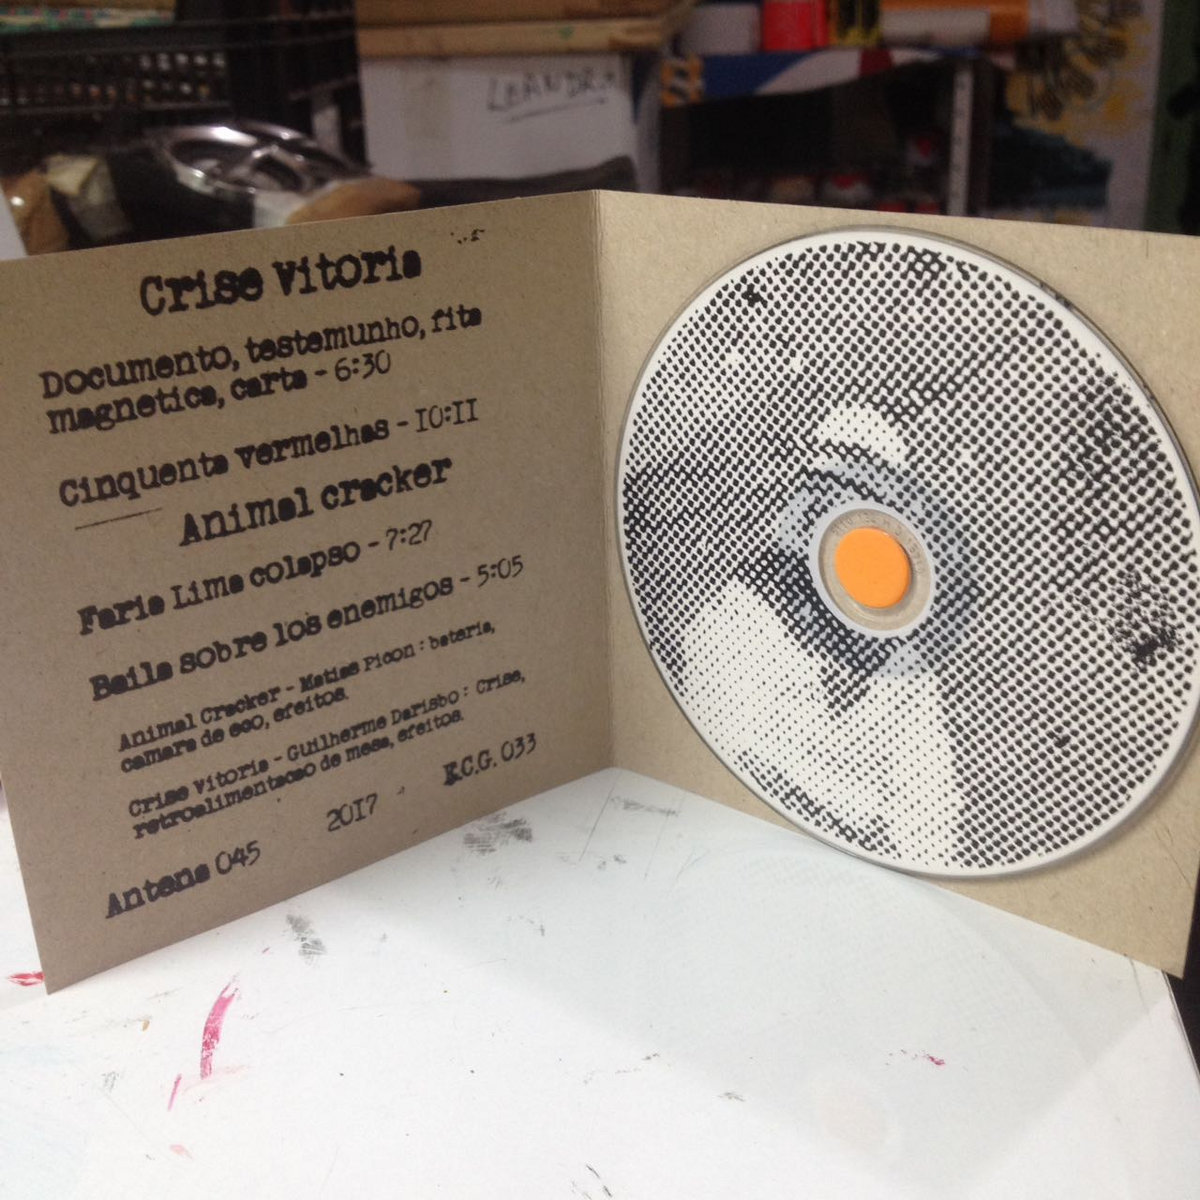 LEANDRO
Crise Vitoria
Documento, testemunho, fita
magnetica, carta - 6:30
Cinquenta vermelhas - 10:11
Animal cracker
Faria Lima colapso - 7:27
Baila sobre los enemigos - 5:05
Animal Cracker - Matias Picon : bateria,
camara de eco, efeitos.
Crise Vitoria - Guilherme Darisbo : Crise,
retroalimentacao de mesa, efeitos.
2017
K.C.G. 033
Antena 045